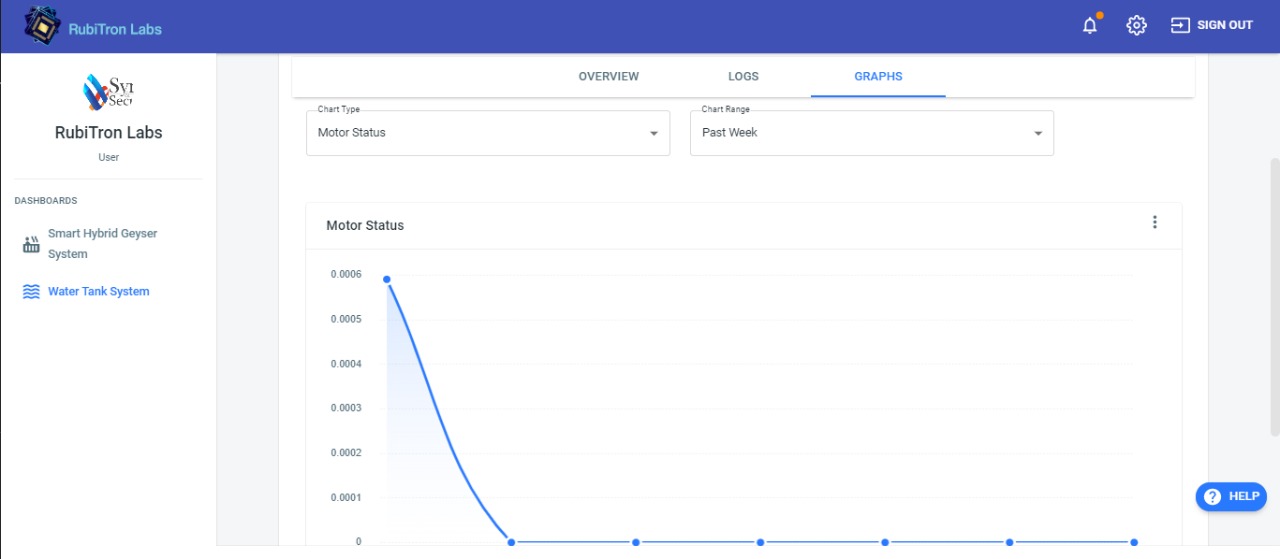 RubiTron Labs
SIGN OUT
RubiTron Labs
User
DASHBOARDS
Smart Hybrid Geyser
System
Water Tank System
OVERVIEW
LOGS
GRAPHS
Chart Type
Motor Status
Chart Range
Past Week
Motor Status
0.0006
0.0005
0.0004
0.0003
0.0002
0.0001
0
HELP